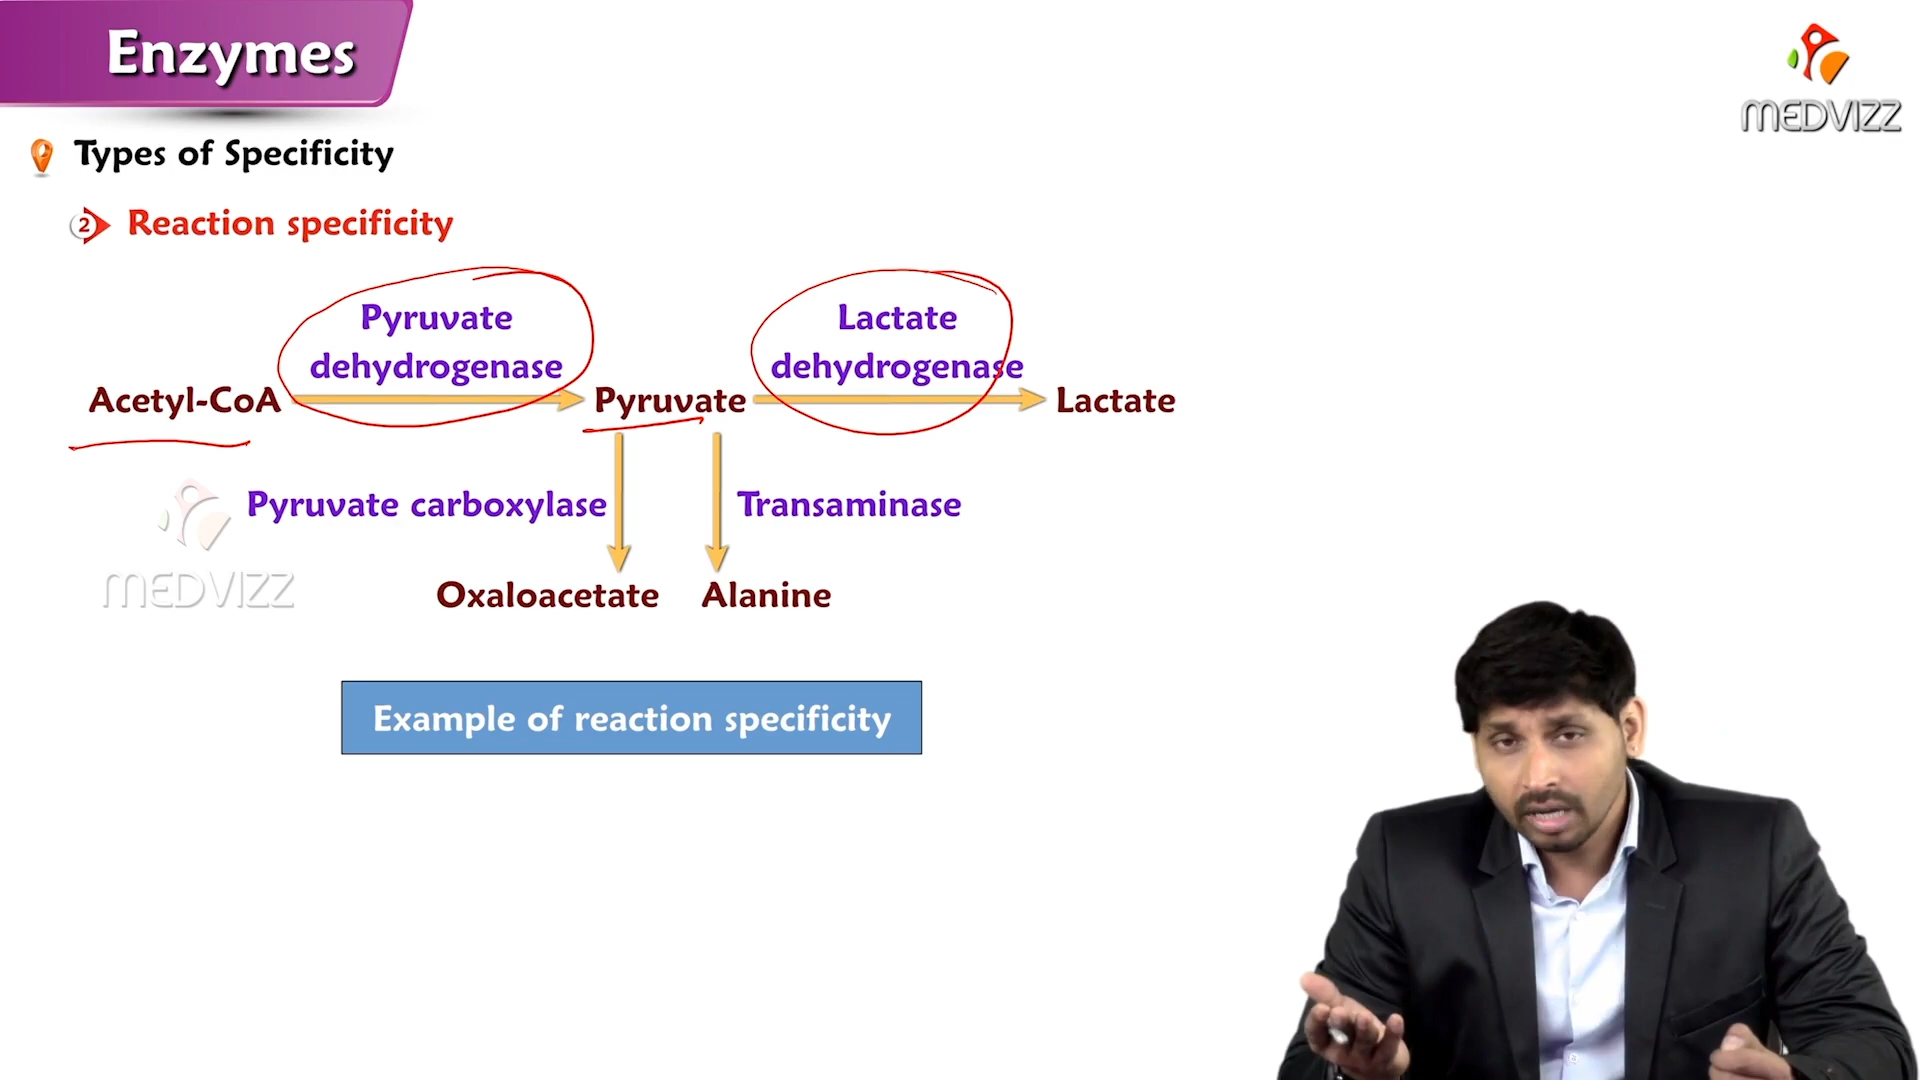 Enzymes
MEDVIZZ
Types of Specificity
2 Reaction specificity
Pyruvate
dehydrogenase
Lactate
dehydrogenase
Acetyl-CoA
Pyruvate
Lactate
Pyruvate carboxylase
Transaminase
MEDVIZZ
Oxaloacetate
Alanine
Example of reaction specificity